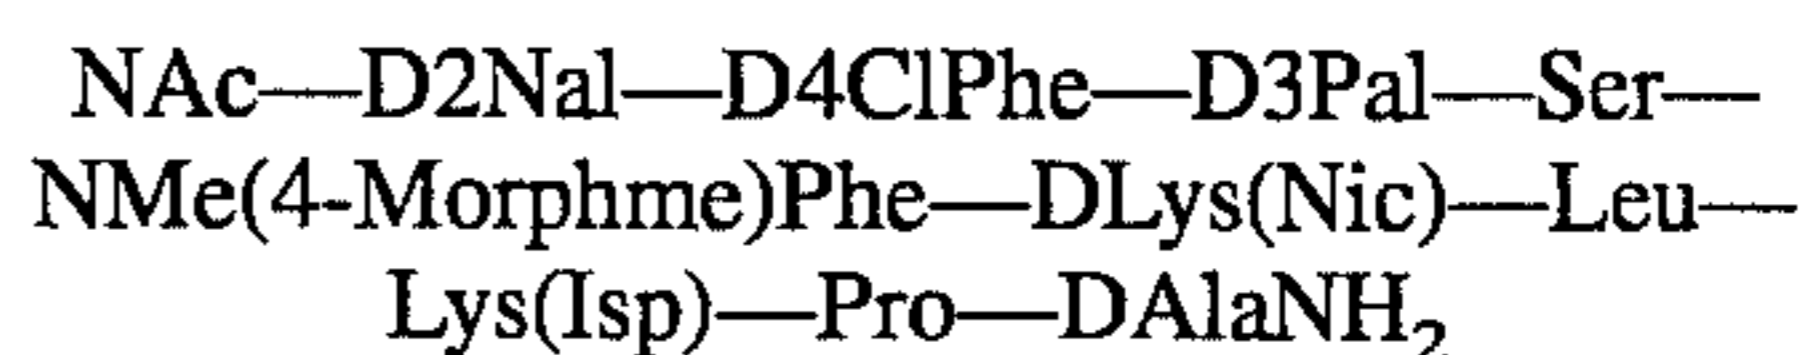 NAc—D2Nal—D4ClPhe—D3Pal—Ser—
NMe(4-Morphme)Phe—DLys(Nic)—Leu—
Lys(Isp)—Pro—DAlaNH₂